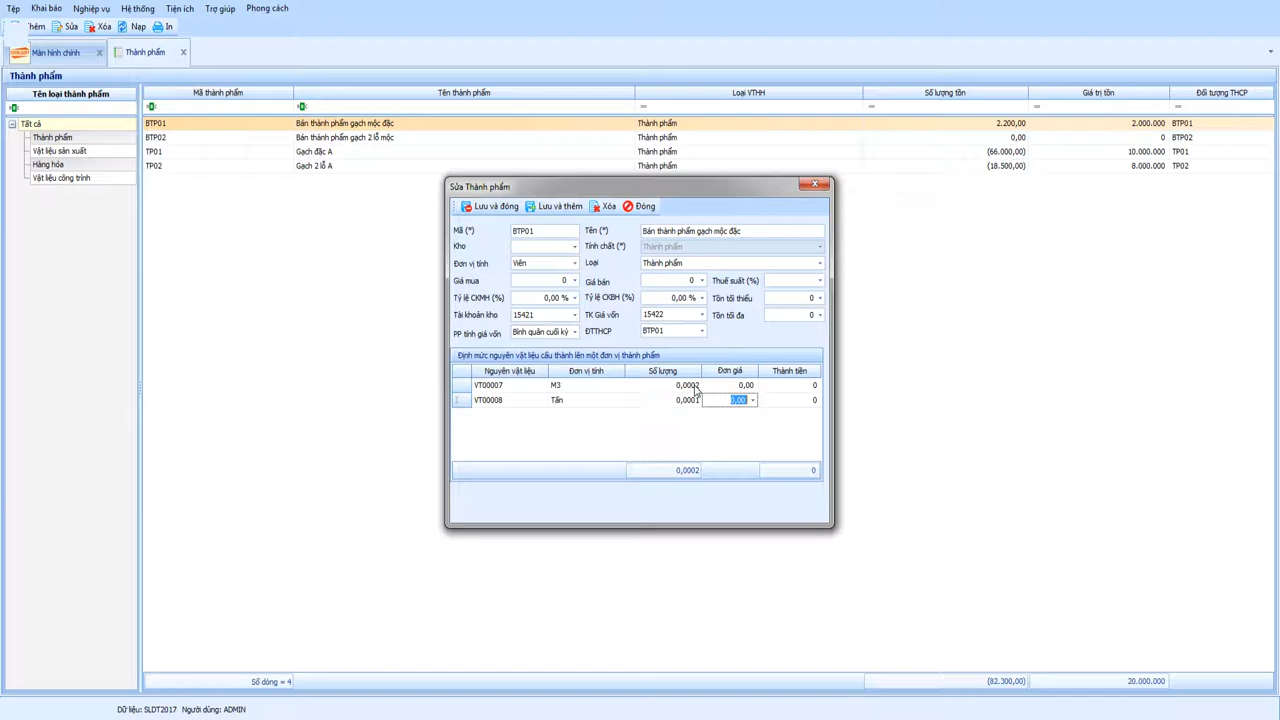 Tệp Khai báo Nghiệp vụ Hệ thống Tiện ích Trợ giúp Phong cách
Sửa Xóa Nạp In
Màn hình chính Thành phẩm
Thành phẩm
Tên loại thành phẩm Mã thành phẩm Tên thành phẩm Loại VTHH Số lượng tồn Giá trị tồn Đối tượng THCP
= = = =
Tất cả BTP01 Bán thành phẩm gạch mộc đặc Thành phẩm 2.200,00 2.000.000 BTP01
Thành phẩm BTP02 Bán thành phẩm gạch 2 lỗ mộc Thành phẩm 0,00 0 BTP02
Vật liệu sản xuất TP01 Gạch đặc A Thành phẩm (66.000,00) 10.000.000 TP01
Hàng hóa TP02 Gạch 2 lỗ A Thành phẩm (18.500,00) 8.000.000 TP02
Vật liệu công trình
Sửa Thành phẩm
Lưu và đóng Lưu và thêm Xóa Đóng
Mã (*) BTP01 Tên (*) Bán thành phẩm gạch mộc đặc
Kho Tính chất (*) Thành phẩm
Đơn vị tính Viên Loại Thành phẩm
Giá mua 0 Giá bán 0 Thuế suất (%)
Tỷ lệ CKMH (%) 0,00 % Tỷ lệ CKBH (%) 0,00 % Tồn tối thiểu 0
Tài khoản kho 15421 TK Giá vốn 15422 Tồn tối đa 0
PP tính giá vốn Bình quân cuối kỳ ĐTTHCP BTP01
Định mức nguyên vật liệu cấu thành lên một đơn vị thành phẩm
Nguyên vật liệu Đơn vị tính Số lượng Đơn giá Thành tiền
VT00007 M3 0,0002 0,00 0
VT00008 Tấn 0,0001 0,00 0
0,0002 0
Số dòng = 4 (82.300,00) 20.000.000
Dữ liệu: SLDT2017 Người dùng: ADMIN